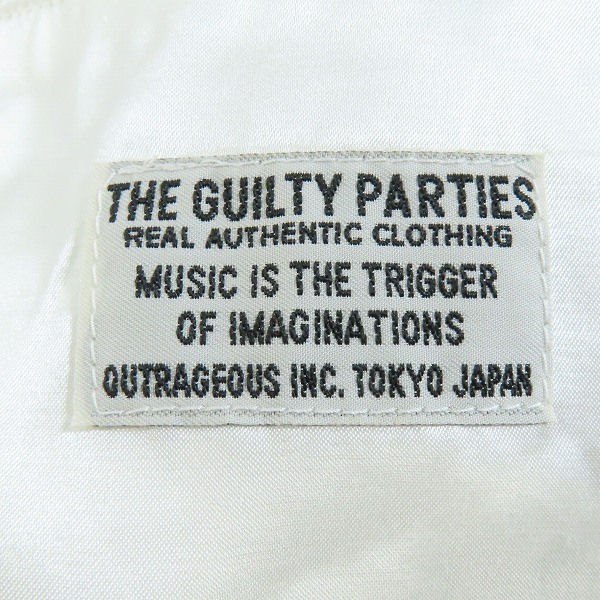 THE GUILTY PARTIES
REAL AUTHENTIC CLOTHING
MUSIC IS THE TRIGGER
OF IMAGINATIONS
OUTRAGEOUS INC. TOKYO JAPAN